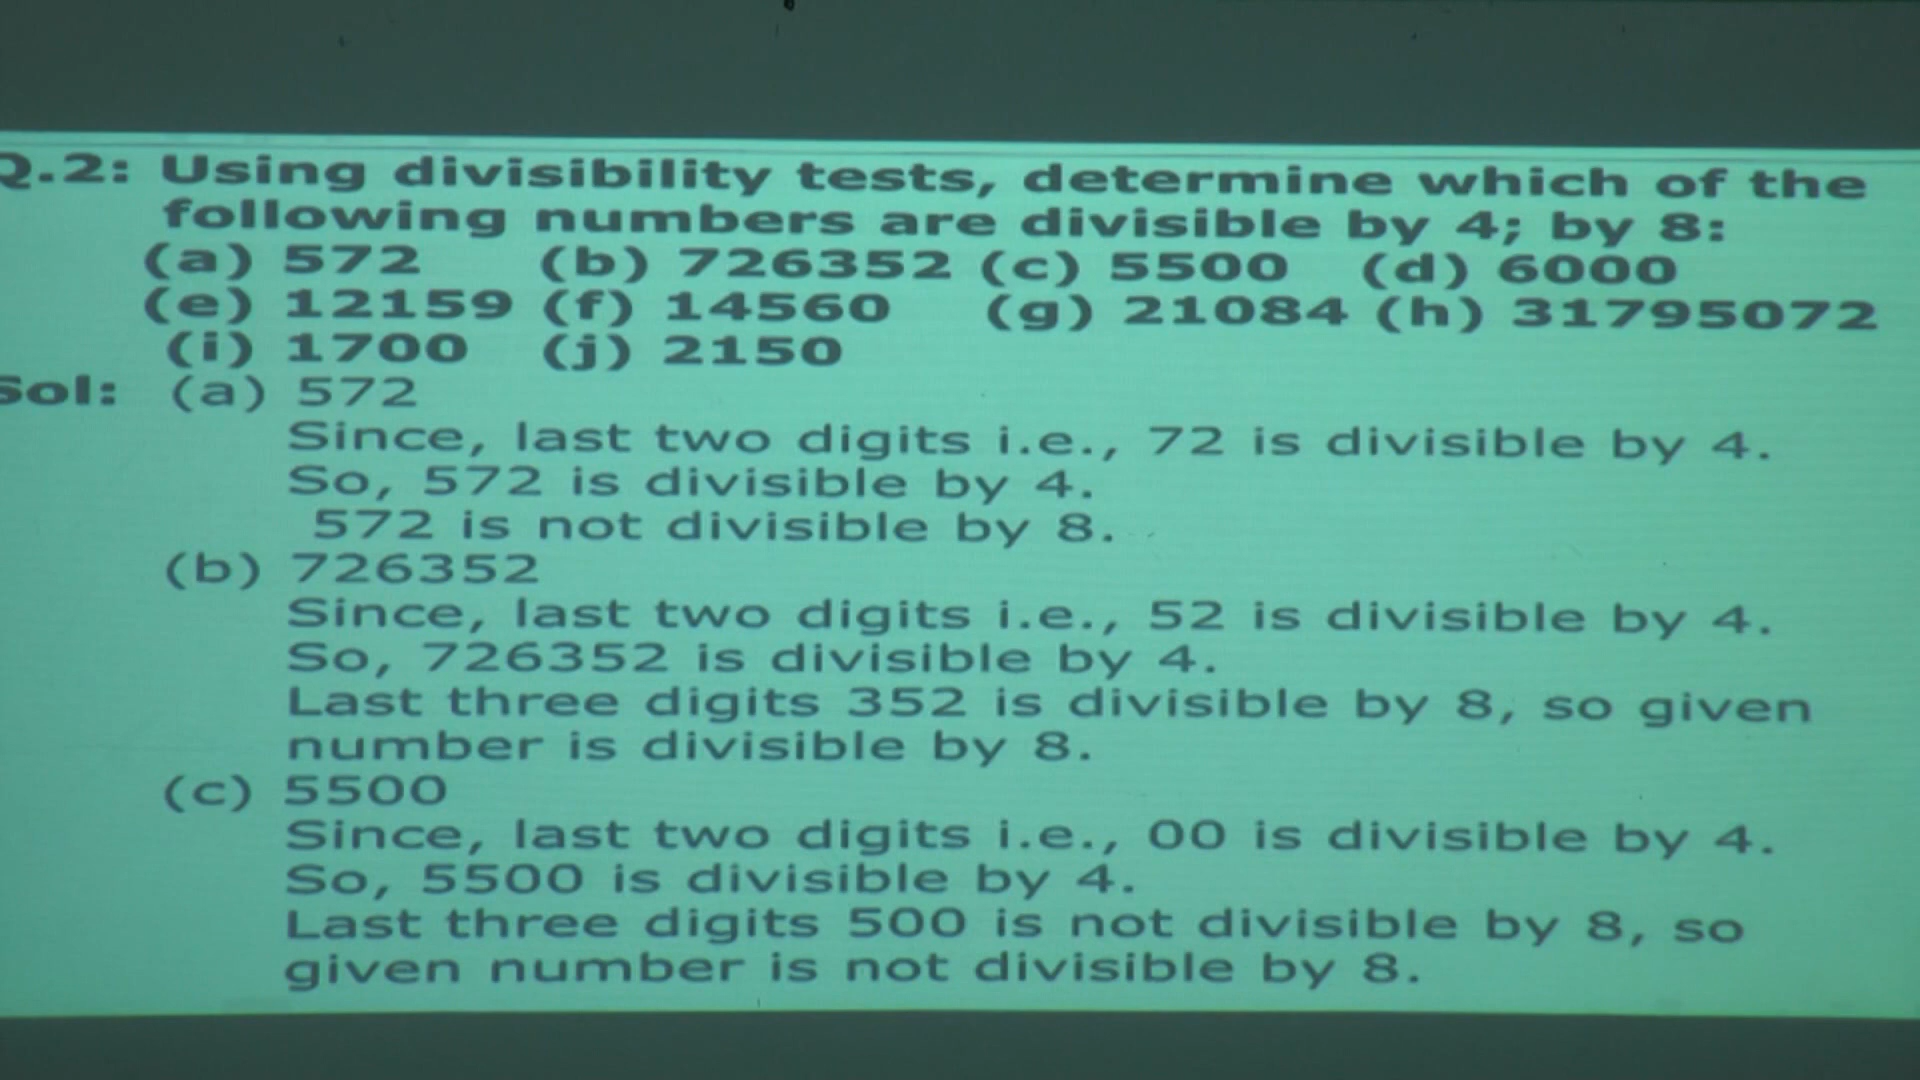 Q.2: Using divisibility tests, determine which of the
following numbers are divisible by 4; by 8:
(a) 572 (b) 726352 (c) 5500 (d) 6000
(e) 12159 (f) 14560 (g) 21084 (h) 31795072
(i) 1700 (j) 2150
Sol: (a) 572
Since, last two digits i.e., 72 is divisible by 4.
So, 572 is divisible by 4.
572 is not divisible by 8.
(b) 726352
Since, last two digits i.e., 52 is divisible by 4.
So, 726352 is divisible by 4.
Last three digits 352 is divisible by 8, so given
number is divisible by 8.
(c) 5500
Since, last two digits i.e., 00 is divisible by 4.
So, 5500 is divisible by 4.
Last three digits 500 is not divisible by 8, so
given number is not divisible by 8.